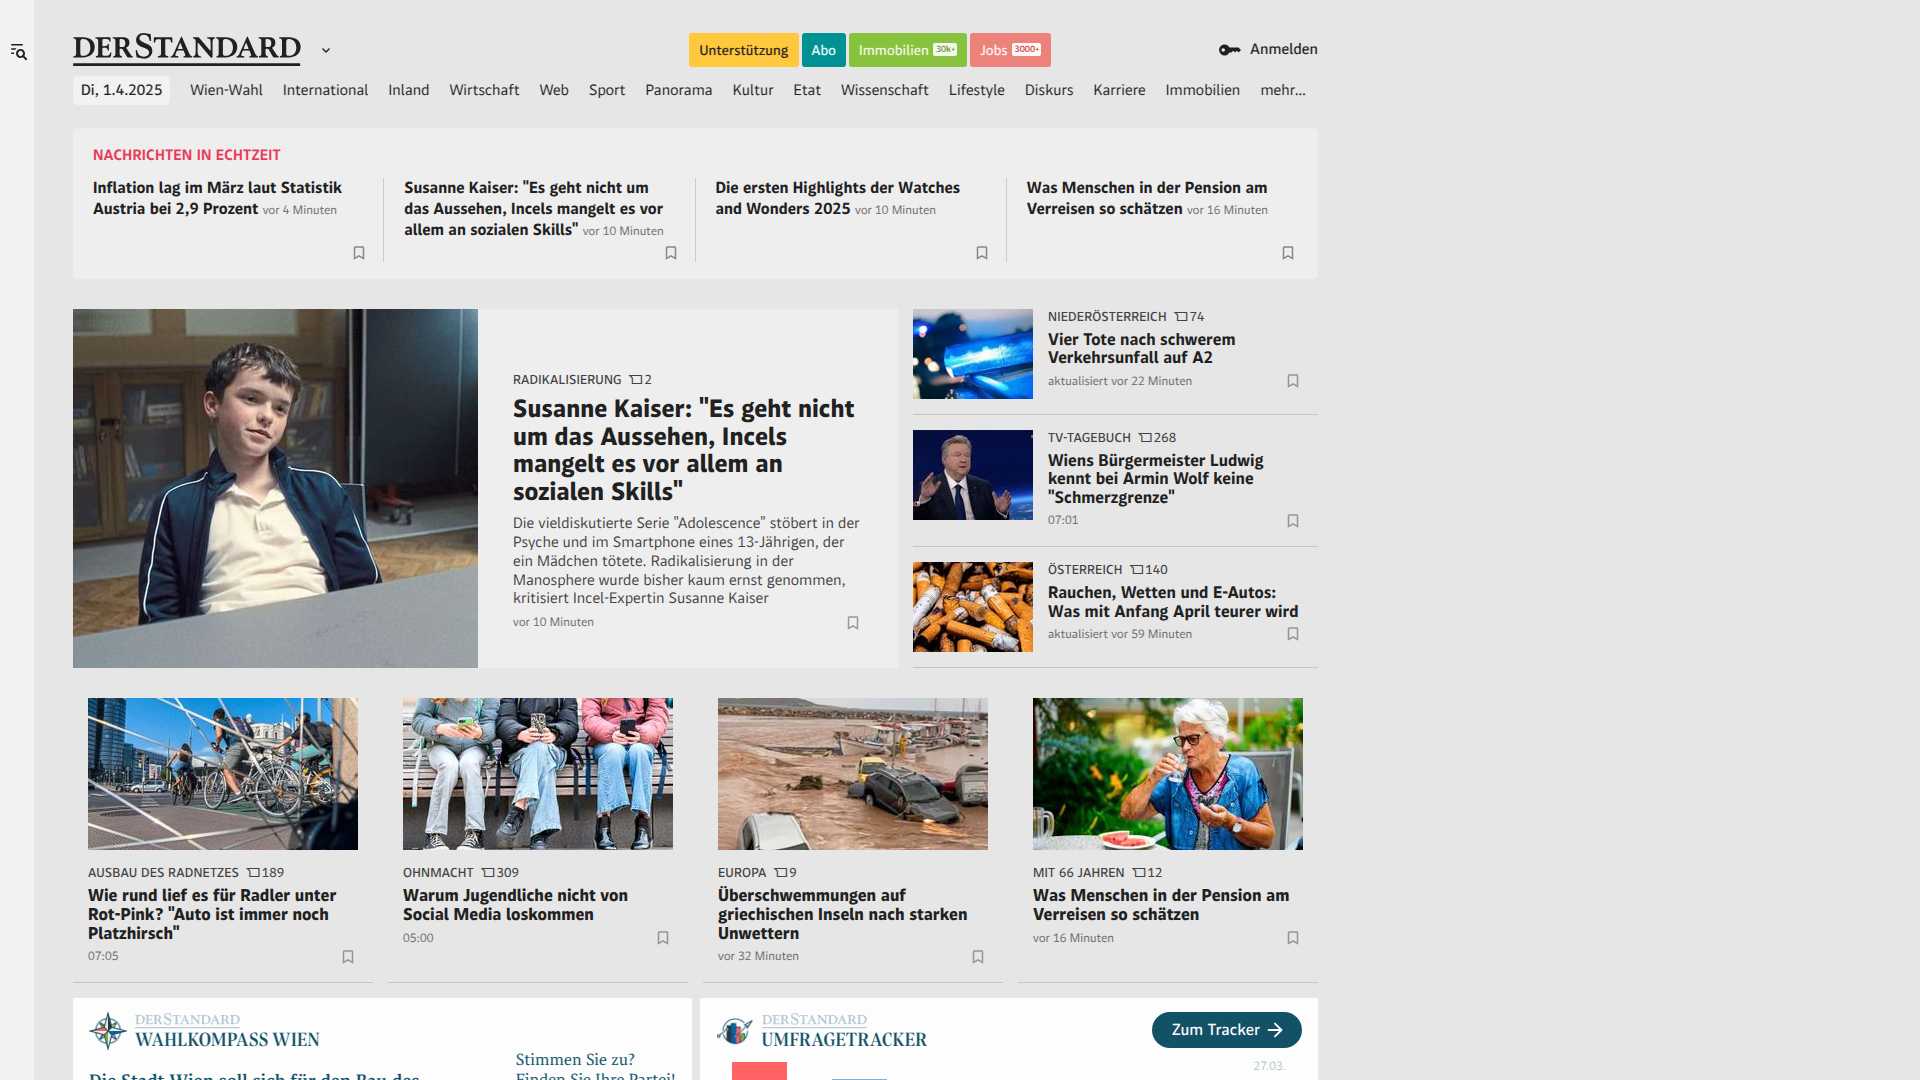 DERSTANDARD
Unterstützung
Abo
Immobilien 30k+
Jobs 3000+
Anmelden
Di, 1.4.2025
Wien-Wahl
International
Inland
Wirtschaft
Web
Sport
Panorama
Kultur
Etat
Wissenschaft
Lifestyle
Diskurs
Karriere
Immobilien
mehr...
NACHRICHTEN IN ECHTZEIT
Inflation lag im März laut Statistik
Austria bei 2,9 Prozent vor 4 Minuten
Susanne Kaiser: "Es geht nicht um
das Aussehen, Incels mangelt es vor
allem an sozialen Skills" vor 10 Minuten
Die ersten Highlights der Watches
and Wonders 2025 vor 10 Minuten
Was Menschen in der Pension am
Verreisen so schätzen vor 16 Minuten
RADIKALISIERUNG 2
Susanne Kaiser: "Es geht nicht
um das Aussehen, Incels
mangelt es vor allem an
sozialen Skills"
Die vieldiskutierte Serie "Adolescence" stöbert in der
Psyche und im Smartphone eines 13-Jährigen, der
ein Mädchen tötete. Radikalisierung in der
Manosphere wurde bisher kaum ernst genommen,
kritisiert Incel-Expertin Susanne Kaiser
vor 10 Minuten
NIEDERÖSTERREICH 74
Vier Tote nach schwerem
Verkehrsunfall auf A2
aktualisiert vor 22 Minuten
TV-TAGEBUCH 268
Wiens Bürgermeister Ludwig
kennt bei Armin Wolf keine
"Schmerzgrenze"
07:01
ÖSTERREICH 140
Rauchen, Wetten und E-Autos:
Was mit Anfang April teurer wird
aktualisiert vor 59 Minuten
AUSBAU DES RADNETZES 189
Wie rund lief es für Radler unter
Rot-Pink? "Auto ist immer noch
Platzhirsch"
07:05
OHNMACHT 309
Warum Jugendliche nicht von
Social Media loskommen
05:00
EUROPA 9
Überschwemmungen auf
griechischen Inseln nach starken
Unwettern
vor 32 Minuten
MIT 66 JAHREN 12
Was Menschen in der Pension am
Verreisen so schätzen
vor 16 Minuten
DERSTANDARD
WAHLKOMPASS WIEN
Stimmen Sie zu?
Finden Sie Ihre Partei!
Die Stadt Wien soll sich für den Bau des
DERSTANDARD
UMFRAGETRACKER
Zum Tracker
27.03.